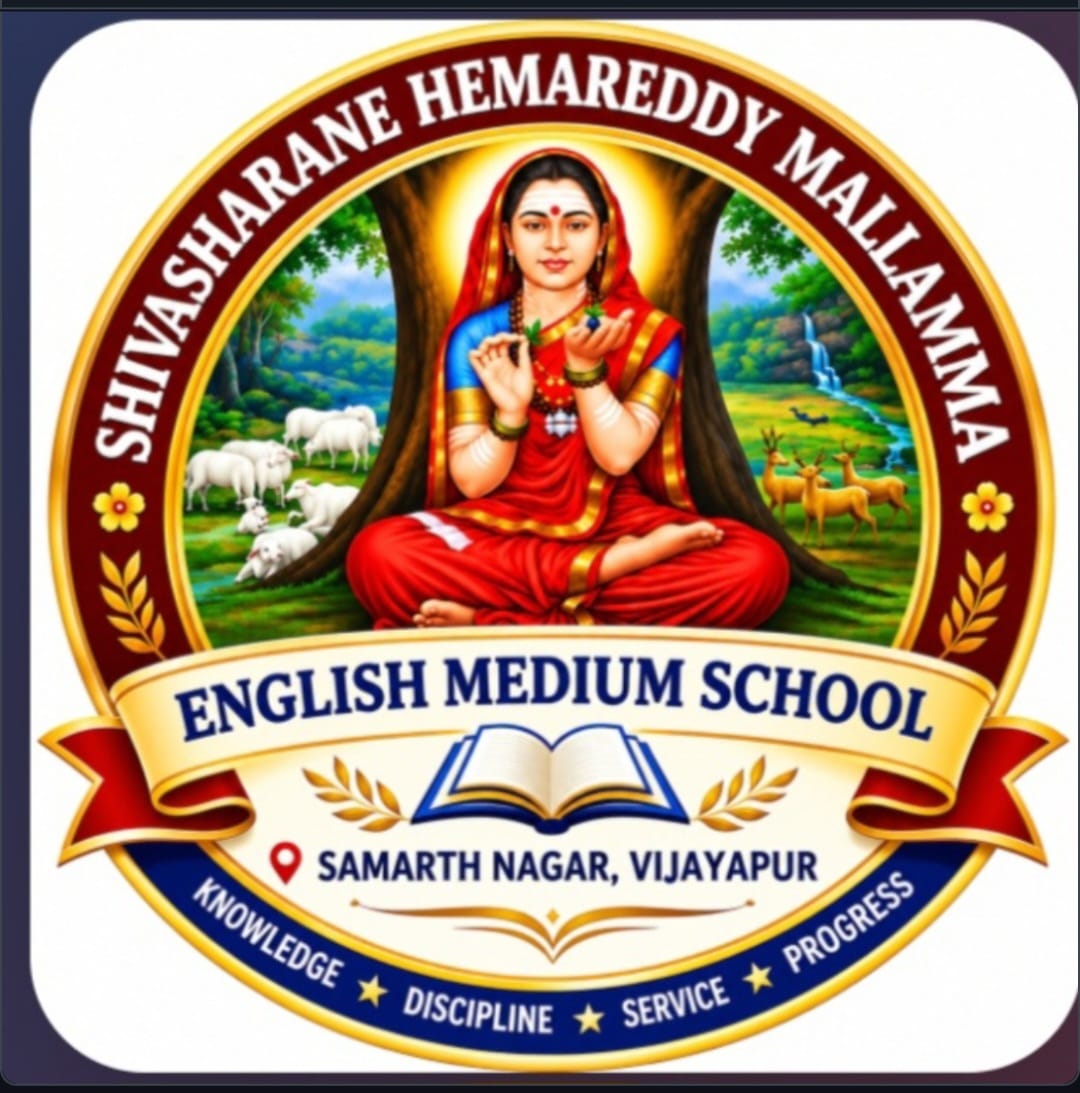 SHIVASHARANE HEMAREDDY MALLAMMA
ENGLISH MEDIUM SCHOOL
SAMARTH NAGAR, VIJAYAPUR
KNOWLEDGE ★ DISCIPLINE ★ SERVICE ★ PROGRESS